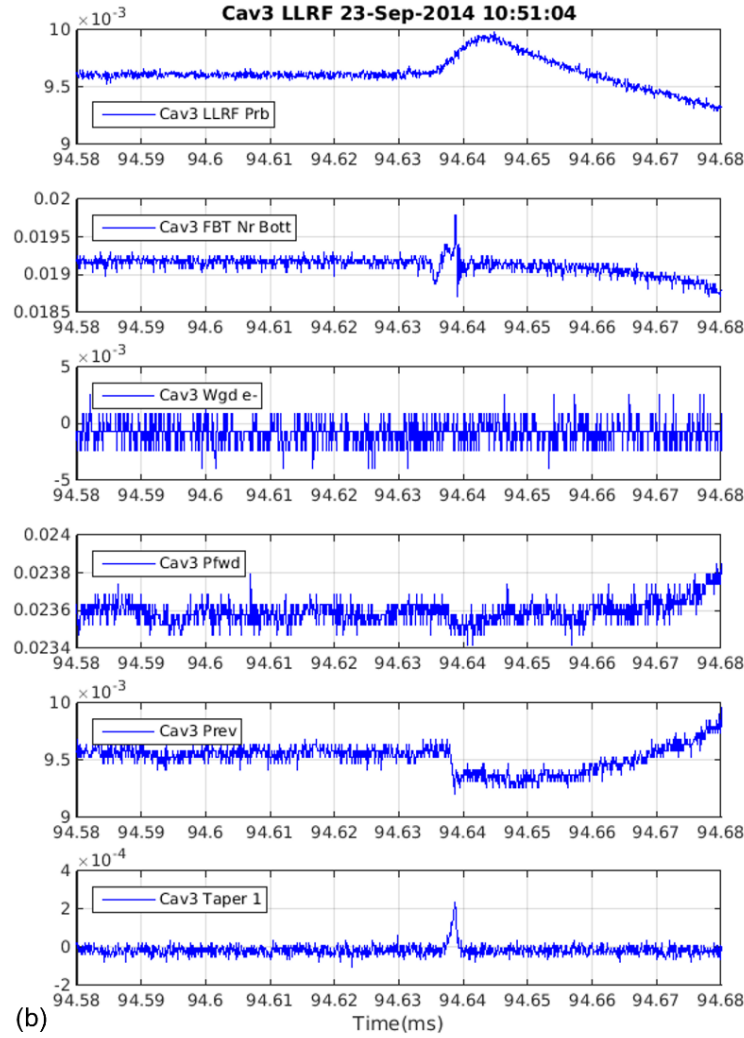 Cav3 LLRF 23-Sep-2014 10:51:04
×10-3
10
9.5
9
Cav3 LLRF Prb
94.58 94.59 94.6 94.61 94.62 94.63 94.64 94.65 94.66 94.67 94.68
0.02
0.0195
0.019
0.0185
Cav3 FBT Nr Bott
94.58 94.59 94.6 94.61 94.62 94.63 94.64 94.65 94.66 94.67 94.68
×10-3
5
0
-5
Cav3 Wgd e-
94.58 94.59 94.6 94.61 94.62 94.63 94.64 94.65 94.66 94.67 94.68
0.024
0.0238
0.0236
0.0234
Cav3 Pfwd
94.58 94.59 94.6 94.61 94.62 94.63 94.64 94.65 94.66 94.67 94.68
×10-3
10
9.5
9
Cav3 Prev
94.58 94.59 94.6 94.61 94.62 94.63 94.64 94.65 94.66 94.67 94.68
×10-4
4
2
0
-2
Cav3 Taper 1
94.58 94.59 94.6 94.61 94.62 94.63 94.64 94.65 94.66 94.67 94.68
(b)
Time(ms)